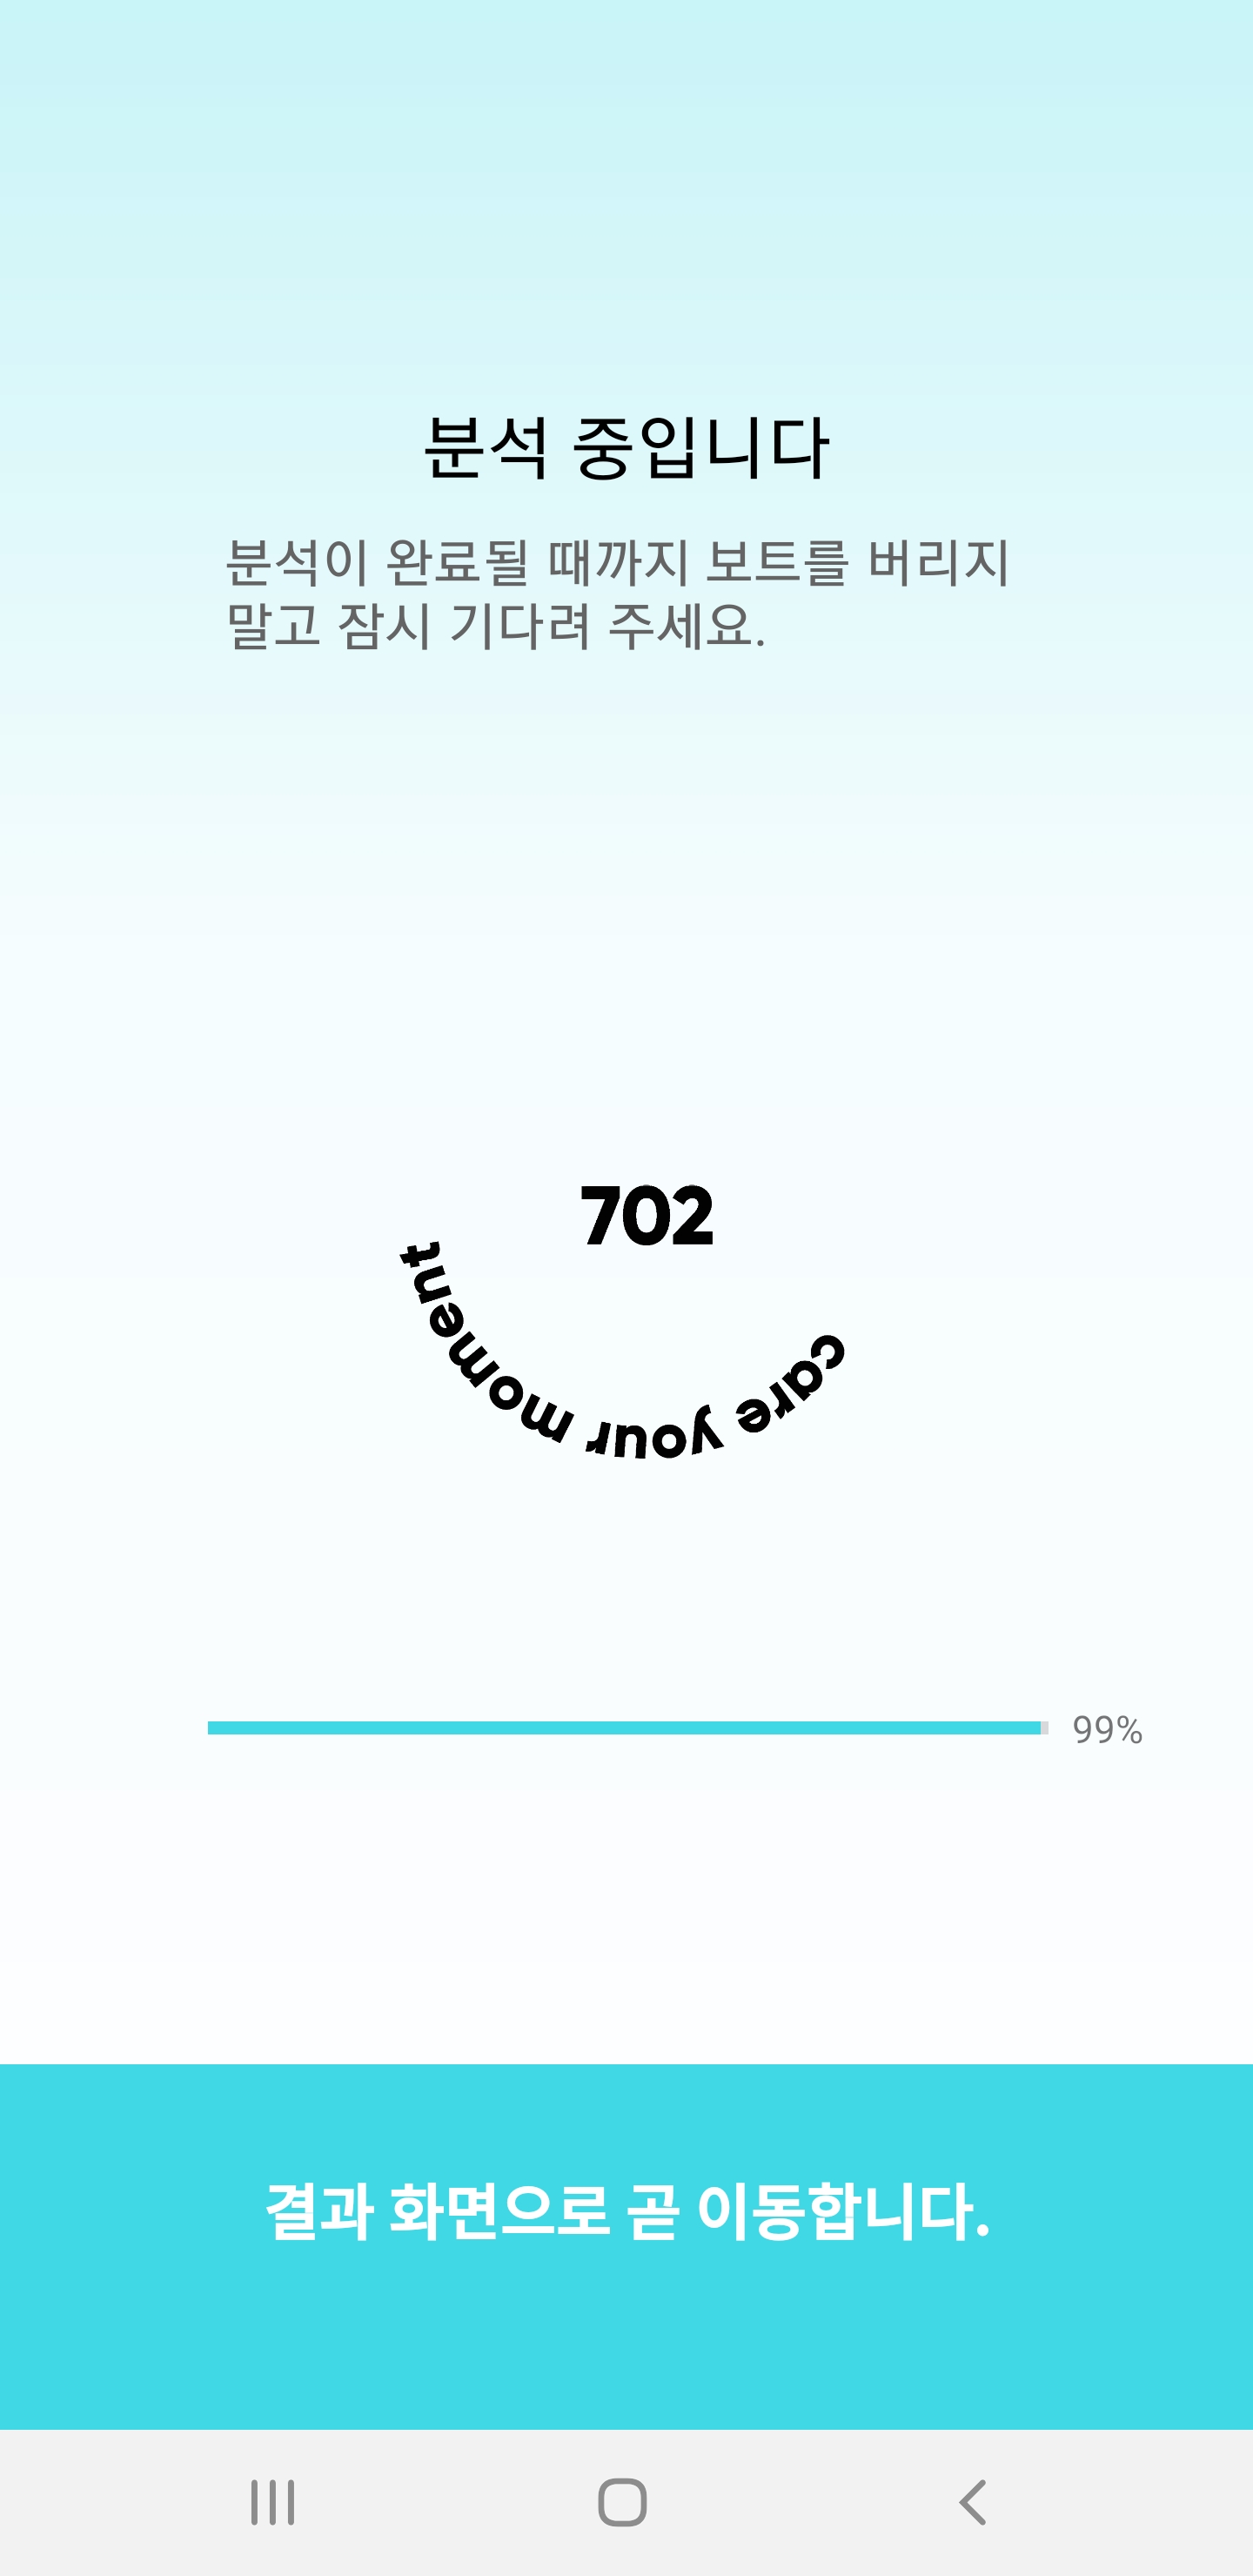 분석 중입니다
분석이 완료될 때까지 보트를 버리지
말고 잠시 기다려 주세요.
702
care your moment
99%
결과 화면으로 곧 이동합니다.